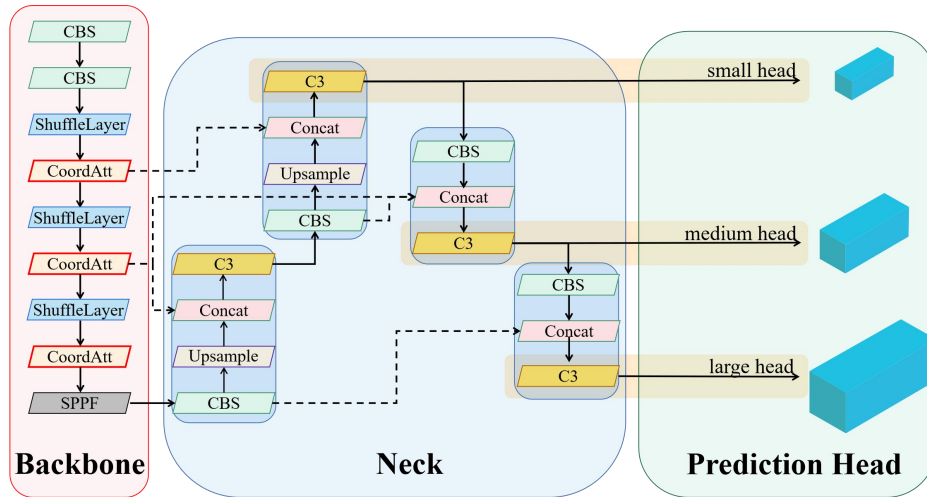 CBS
CBS
ShuffleLayer
CoordAtt
ShuffleLayer
CoordAtt
ShuffleLayer
CoordAtt
SPPF
Backbone
C3
Concat
Upsample
CBS
C3
Concat
Upsample
CBS
CBS
Concat
C3
CBS
Concat
C3
Neck
small head
medium head
large head
Prediction Head